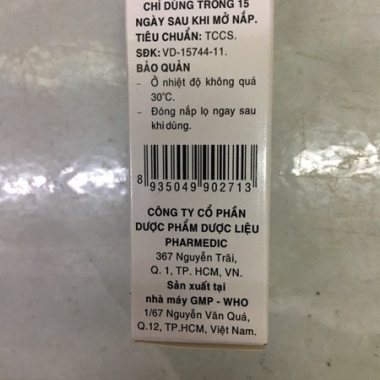 CHỈ DÙNG TRONG 15
NGÀY SAU KHI MỞ NẮP.
TIÊU CHUẨN: TCCS.
SĐK: VD-15744-11.
BẢO QUẢN
- Ở nhiệt độ không quá
30°C.
- Đóng nắp lọ ngay sau
khi dùng.
8 935049 902713
CÔNG TY CỔ PHẦN
DƯỢC PHẨM DƯỢC LIỆU
PHARMEDIC
367 Nguyễn Trãi,
Q. 1, TP. HCM, VN.
Sản xuất tại
nhà máy GMP - WHO
1/67 Nguyễn Văn Quá,
Q.12, TP.HCM, Việt Nam.